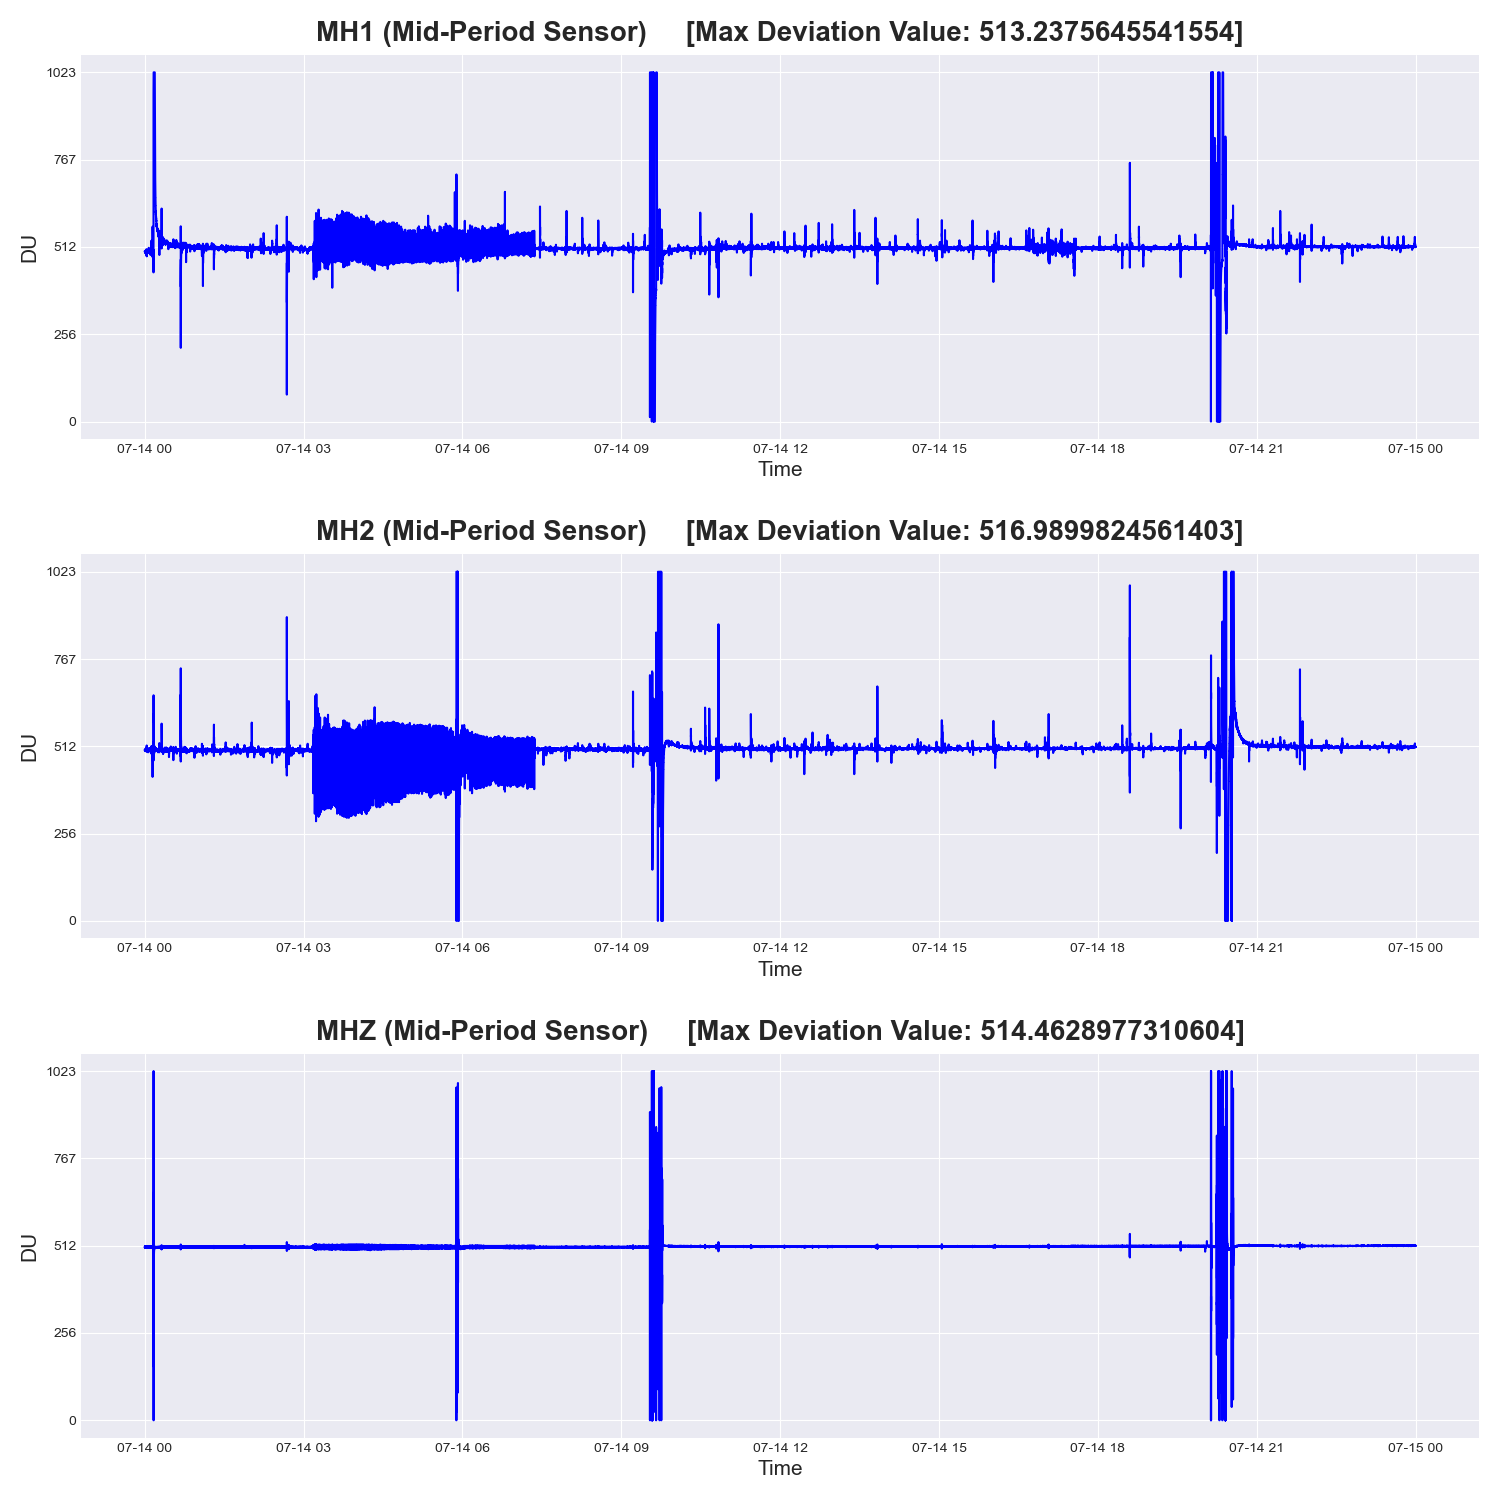 MH1 (Mid-Period Sensor) [Max Deviation Value: 513.2375645541554]
1023
767
512
256
0
DU
07-14 00 07-14 03 07-14 06 07-14 09 07-14 12 07-14 15 07-14 18 07-14 21 07-15 00
Time
MH2 (Mid-Period Sensor) [Max Deviation Value: 516.9899824561403]
1023
767
512
256
0
DU
07-14 00 07-14 03 07-14 06 07-14 09 07-14 12 07-14 15 07-14 18 07-14 21 07-15 00
Time
MHZ (Mid-Period Sensor) [Max Deviation Value: 514.4628977310604]
1023
767
512
256
0
DU
07-14 00 07-14 03 07-14 06 07-14 09 07-14 12 07-14 15 07-14 18 07-14 21 07-15 00
Time